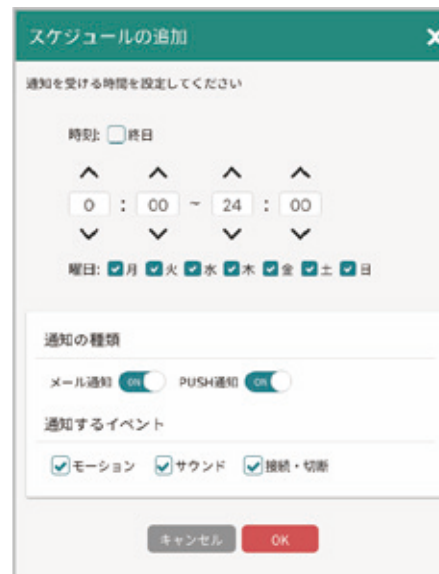 スケジュールの追加
通知を受ける時間を設定してください
時刻: 終日
0 : 00 ~ 24 : 00
曜日: 月 火 水 木 金 土 日
通知の種類
メール通知 ON PUSH通知 ON
通知するイベント
モーション サウンド 接続・切断
キャンセル OK